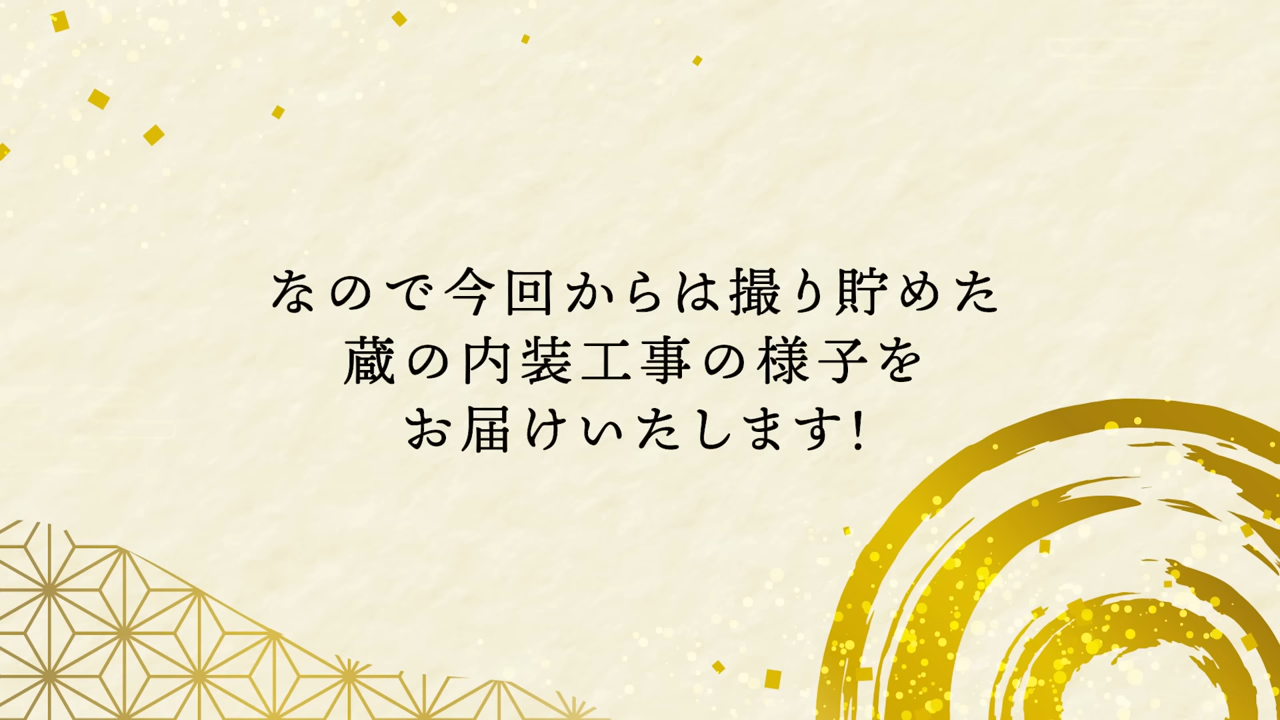 なので今回からは撮り貯めた
蔵の内装工事の様子を
お届けいたします!